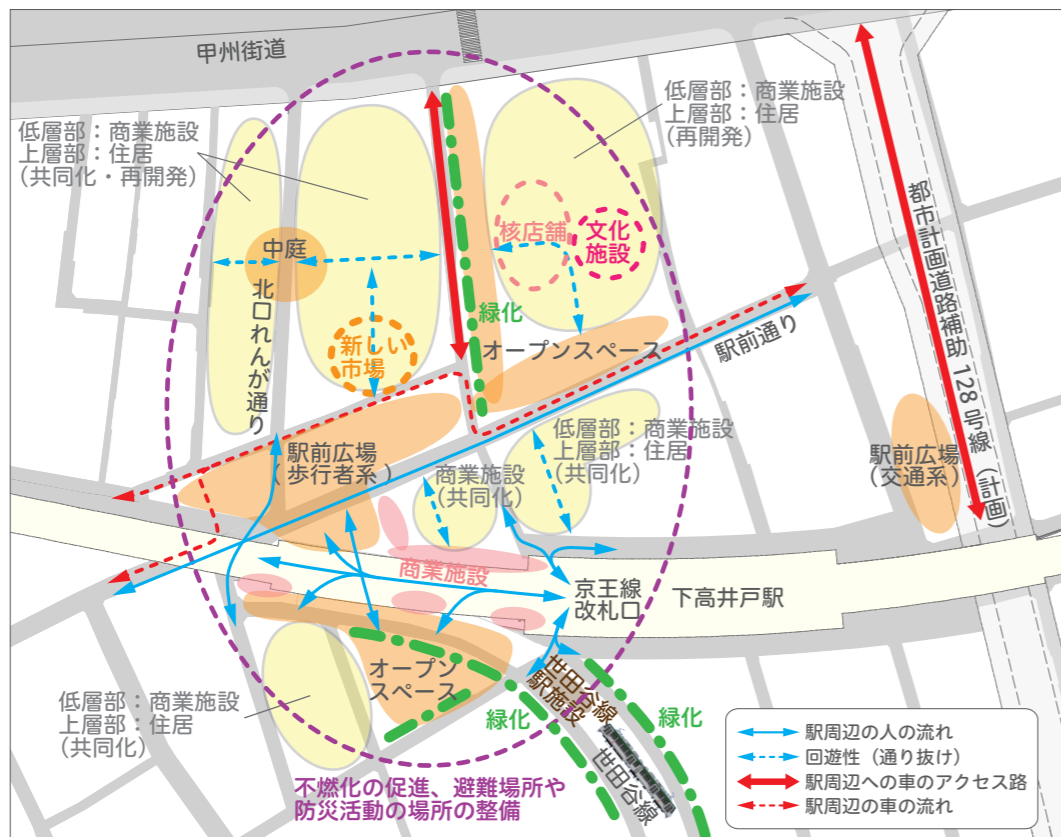 甲州街道
低層部：商業施設
上層部：住居
（共同化・再開発）
低層部：商業施設
上層部：住居
（再開発）
核店舗
文化
施設
中庭
北口れんが通り
新しい
市場
緑化
オープンスペース
駅前通り
都市計画道路補助128号線（計画）
駅前広場
（歩行者系）
低層部：商業施設
上層部：住居
（共同化）
商業施設
（共同化）
駅前広場
（交通系）
商業施設
京王線
改札口
下高井戸駅
オープン
スペース
世田谷線
駅施設
低層部：商業施設
上層部：住居
（共同化）
緑化
緑化
世田谷線
不燃化の促進、避難場所や
防災活動の場所の整備
駅周辺の人の流れ
回遊性（通り抜け）
駅周辺への車のアクセス路
駅周辺の車の流れ